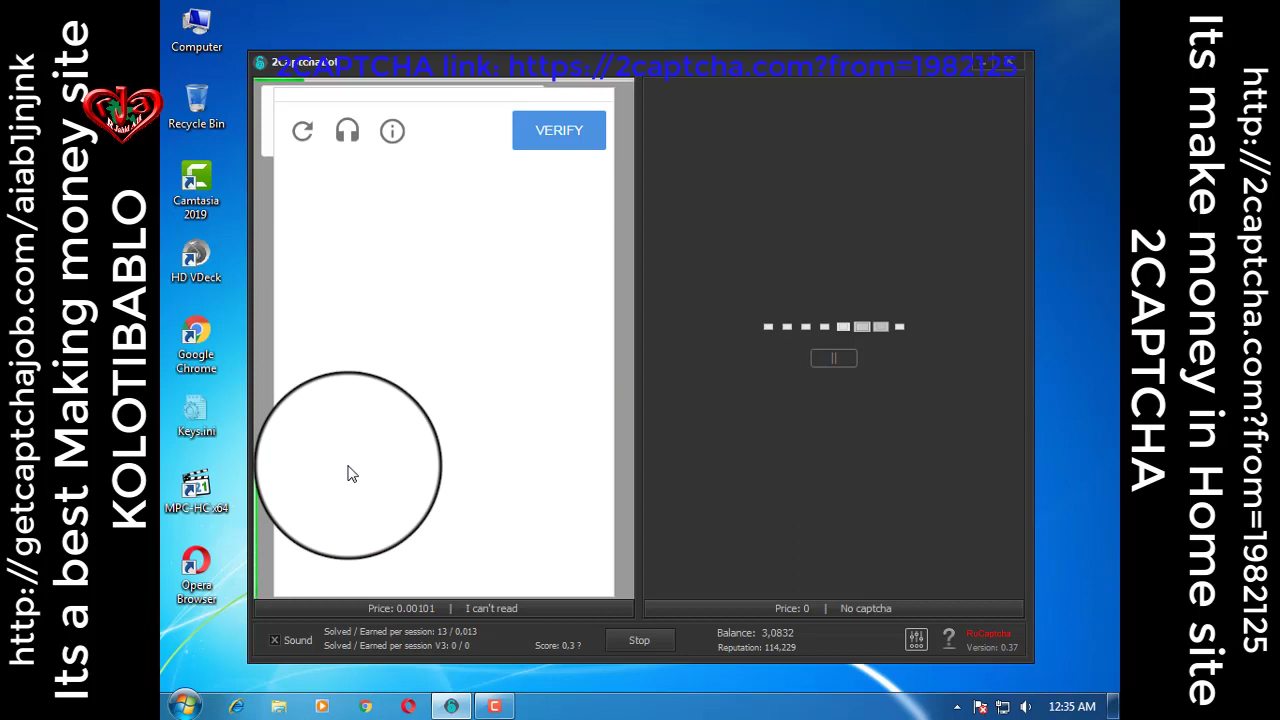 http://getcaptchajob.com/aiabljnjnk
Its a best Making money site
KOLOTIBABLO
Computer
Recycle Bin
Camtasia
2019
HD VDeck
Google
Chrome
Keys.ini
MPC-HC x64
Opera
Browser
2CaptchaBot
2CAPTCHA link: https://2captcha.com?from=1982125
VERIFY
Price: 0.00101 | I can't read
Price: 0 | No captcha
Sound
Solved / Earned per session: 13 / 0,013
Solved / Earned per session V3: 0 / 0
Score: 0.3 ?
Stop
Balance: 3,0832
Reputation: 114,229
RuCaptcha
Version: 0.37
12:35 AM
Its make money in Home site
2CAPTCHA
http://2captcha.com?from=1982125